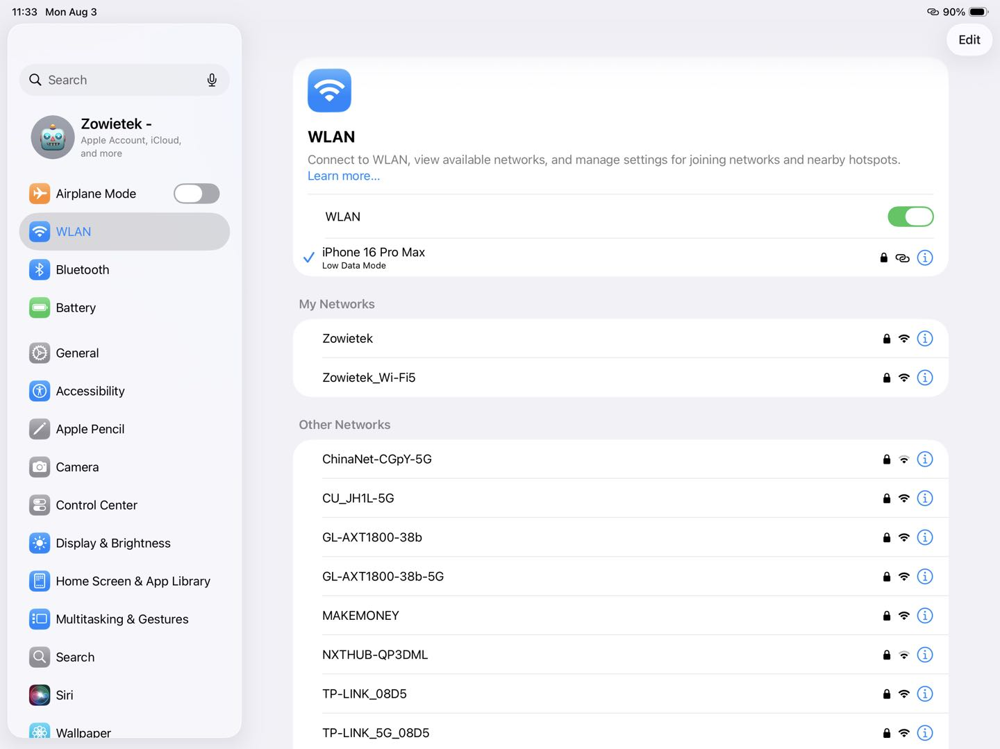 11:33 Mon Aug 3
90%
Edit
Search
Zowietek -
Apple Account, iCloud,
and more
Airplane Mode
WLAN
Bluetooth
Battery
General
Accessibility
Apple Pencil
Camera
Control Center
Display & Brightness
Home Screen & App Library
Multitasking & Gestures
Search
Siri
Wallpaper
WLAN
Connect to WLAN, view available networks, and manage settings for joining networks and nearby hotspots.
Learn more...
WLAN
iPhone 16 Pro Max
Low Data Mode
My Networks
Zowietek
Zowietek_Wi-Fi5
Other Networks
ChinaNet-CGpY-5G
CU_JH1L-5G
GL-AXT1800-38b
GL-AXT1800-38b-5G
MAKEMONEY
NXTHUB-QP3DML
TP-LINK_08D5
TP-LINK_5G_08D5